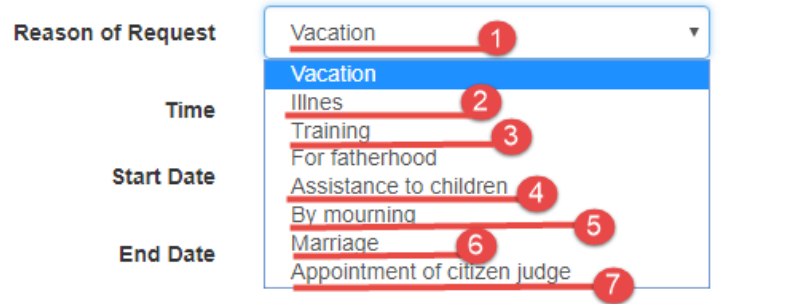 Reason of Request Vacation 1
Vacation
Time Illnes 2
Training 3
For fatherhood
Start Date Assistance to children 4
By mourning 5
End Date Marriage 6
Appointment of citizen judge 7